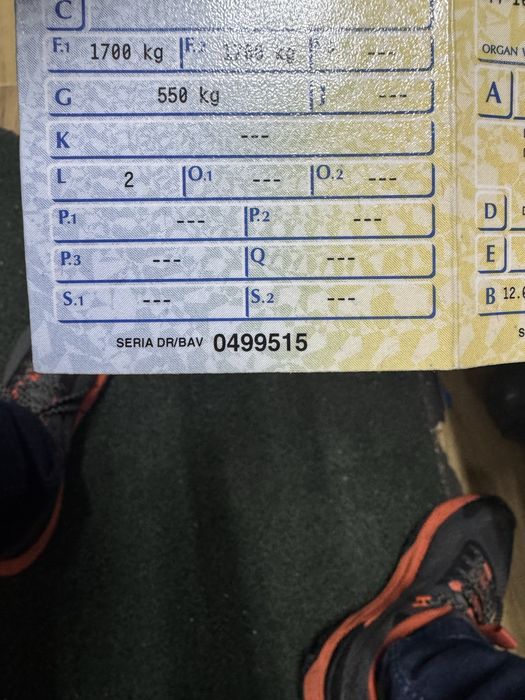 C
F.1 1700 kg F.2 1700 kg F ---
G 550 kg ---
K ---
L 2 O.1 --- O.2 ---
P.1 --- P.2 ---
P.3 --- Q ---
S.1 --- S.2 ---
SERIA DR/BAV 0499515
ORGAN
A
D
E
B 12.0